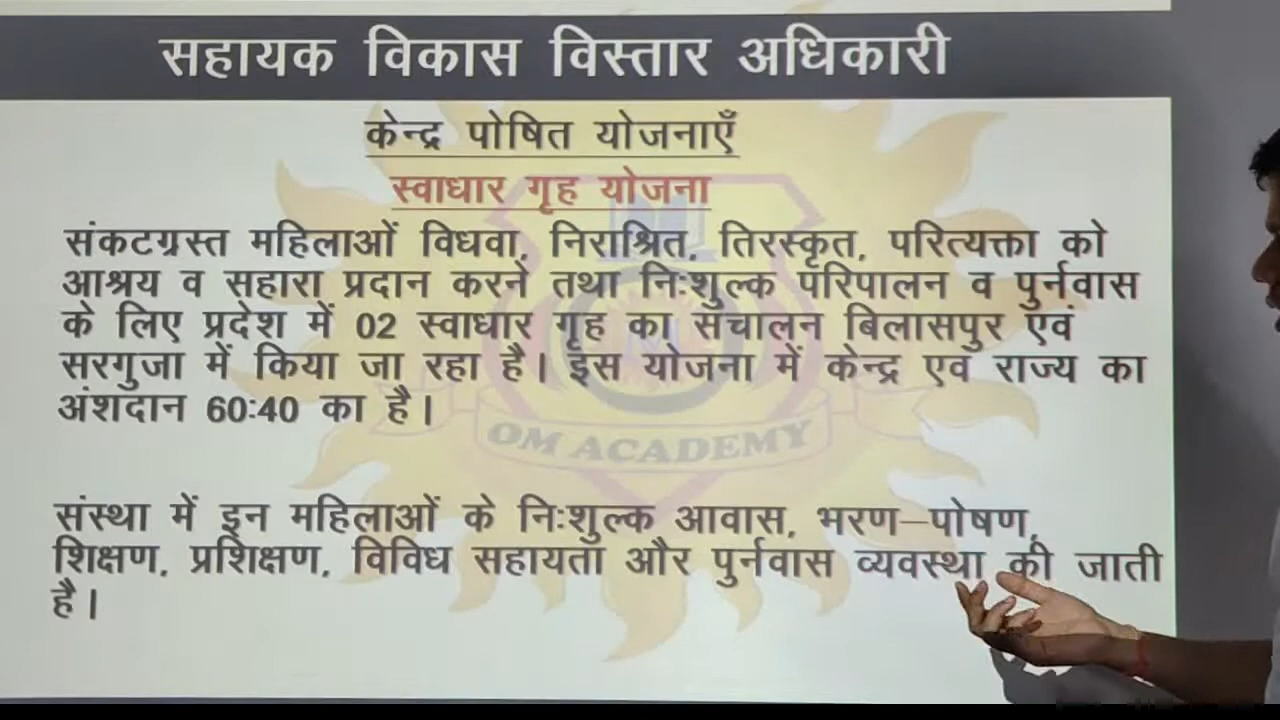 सहायक विकास विस्तार अधिकारी
केन्द्र पोषित योजनाएँ
स्वाधार गृह योजना
संकटग्रस्त महिलाओं विधवा, निराश्रित, तिरस्कृत, परित्यक्ता को
आश्रय व सहारा प्रदान करने तथा निःशुल्क परिपालन व पुर्नवास
के लिए प्रदेश में 02 स्वाधार गृह का संचालन बिलासपुर एवं
सरगुजा में किया जा रहा है। इस योजना में केन्द्र एवं राज्य का
अंशदान 60:40 का है।
OM ACADEMY
संस्था में इन महिलाओं के निःशुल्क आवास, भरण–पोषण,
शिक्षण, प्रशिक्षण, विविध सहायता और पुर्नवास व्यवस्था की जाती
है।